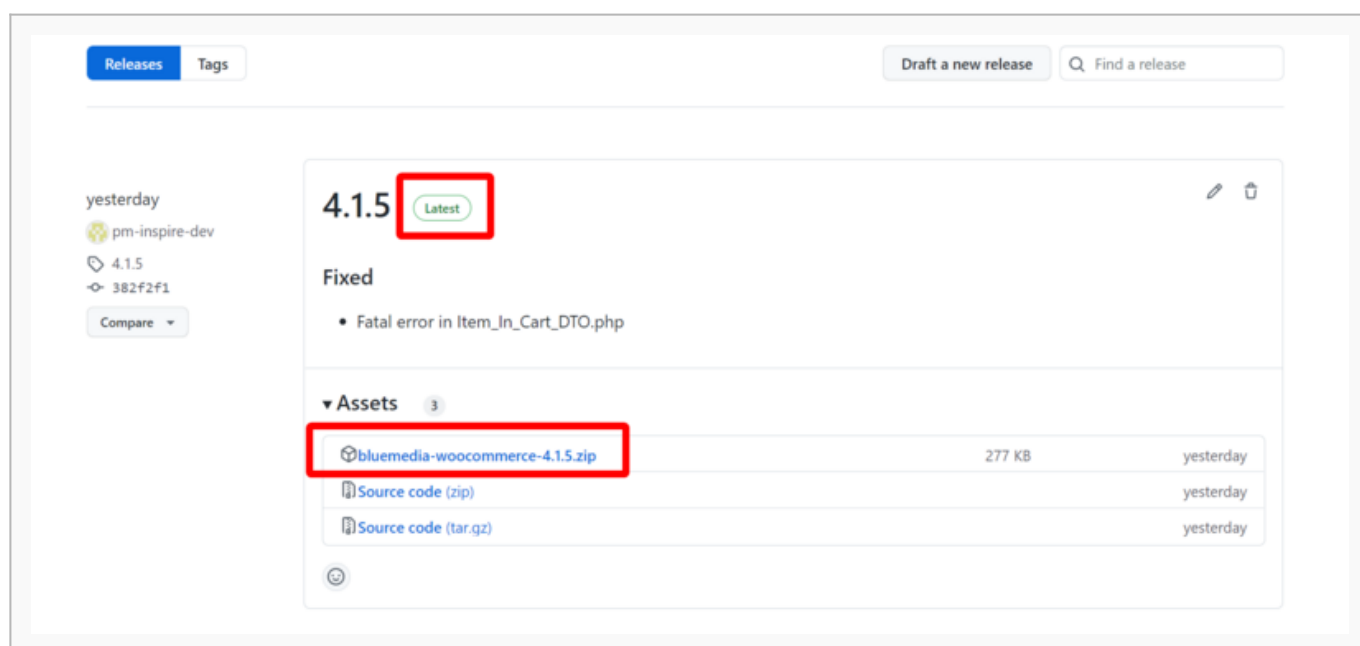 Releases Tags Draft a new release Find a release
yesterday
pm-inspire-dev
4.1.5
382f2f1
Compare
4.1.5 Latest
Fixed
• Fatal error in Item_In_Cart_DTO.php
Assets 3
bluemedia-woocommerce-4.1.5.zip 277 KB yesterday
Source code (zip) yesterday
Source code (tar.gz) yesterday